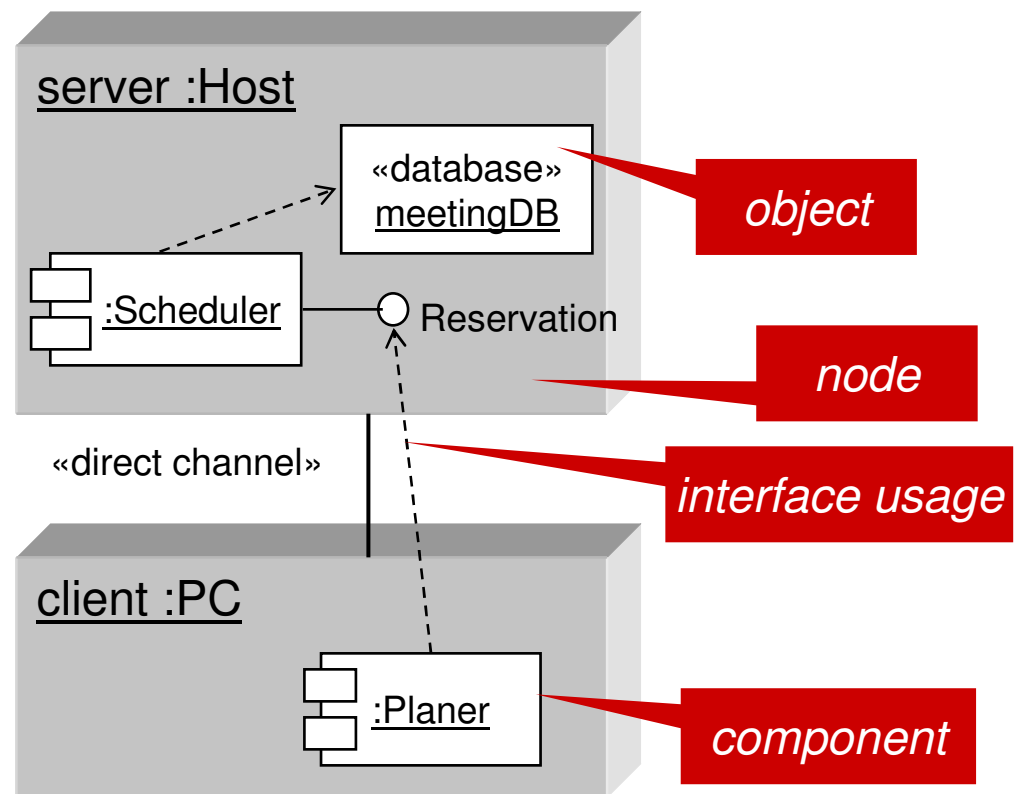 server :Host
«database»
meetingDB
object
:Scheduler
Reservation
node
«direct channel»
interface usage
client :PC
:Planer
component